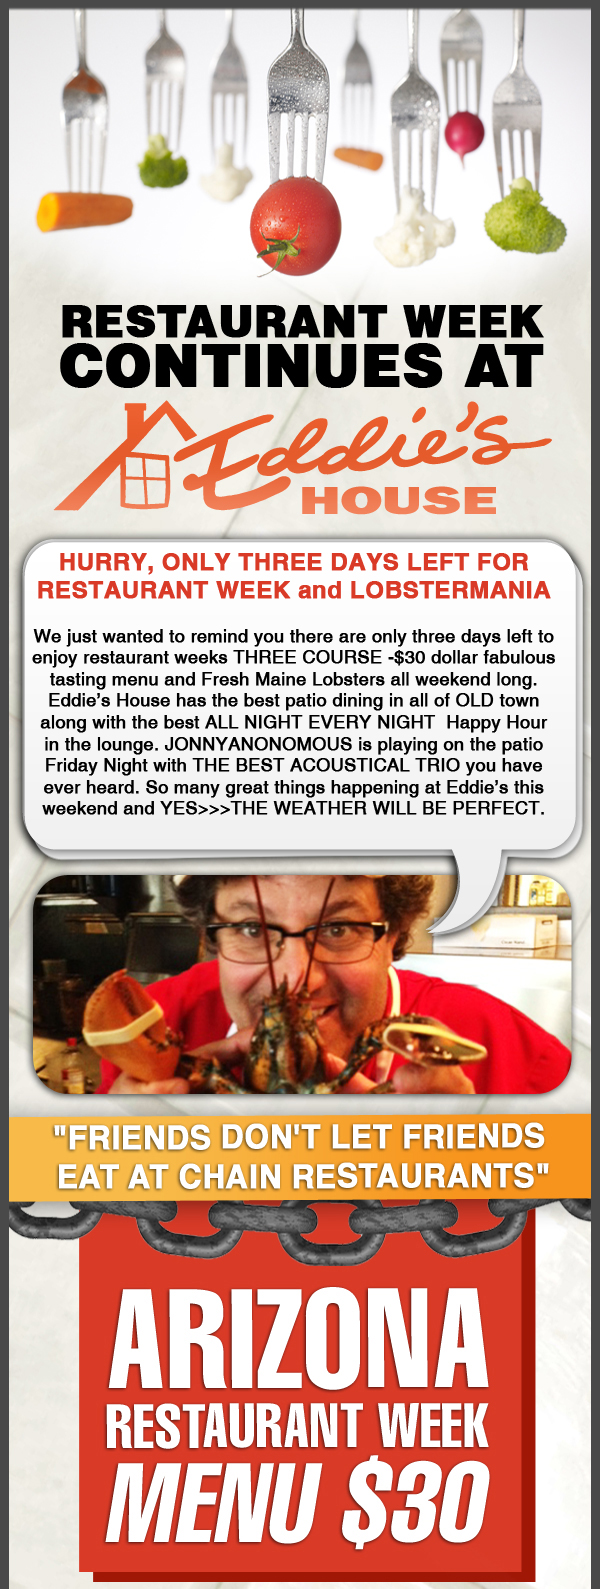 RESTAURANT WEEK
CONTINUES AT
Eddie's
HOUSE
HURRY, ONLY THREE DAYS LEFT FOR
RESTAURANT WEEK and LOBSTERMANIA
We just wanted to remind you there are only three days left to
enjoy restaurant weeks THREE COURSE -$30 dollar fabulous
tasting menu and Fresh Maine Lobsters all weekend long.
Eddie's House has the best patio dining in all of OLD town
along with the best ALL NIGHT EVERY NIGHT Happy Hour
in the lounge. JONNYANONOMOUS is playing on the patio
Friday Night with THE BEST ACOUSTICAL TRIO you have
ever heard. So many great things happening at Eddie's this
weekend and YES>>>THE WEATHER WILL BE PERFECT.
"FRIENDS DON'T LET FRIENDS
EAT AT CHAIN RESTAURANTS"
ARIZONA
RESTAURANT WEEK
MENU $30